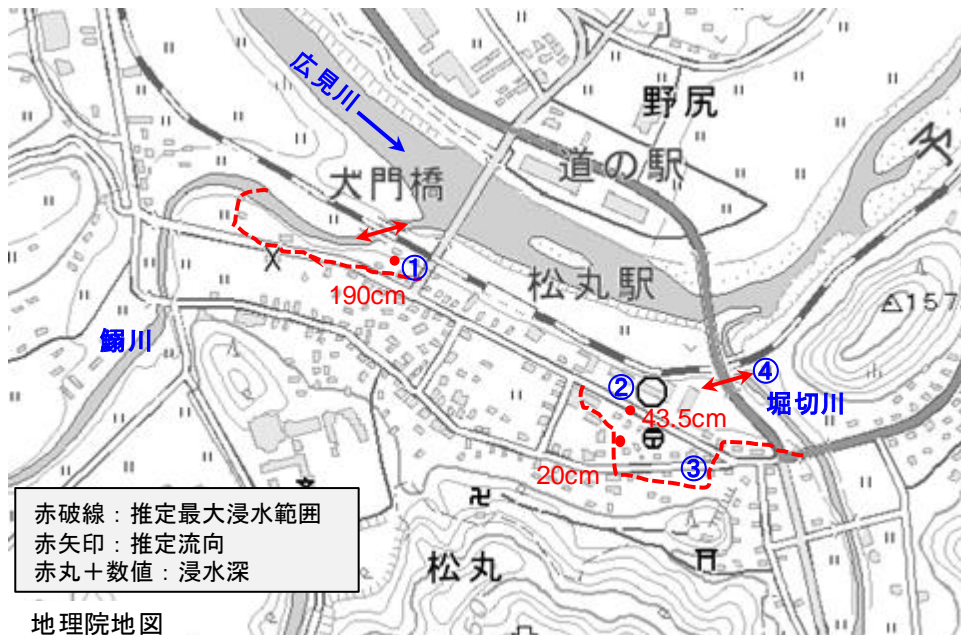 広見川
野尻
道の駅
犬門橋
①
190cm
松丸駅
157
鰯川
②
④
43.5cm
堀切川
20cm
③
松丸
赤破線：推定最大浸水範囲
赤矢印：推定流向
赤丸＋数値：浸水深
地理院地図